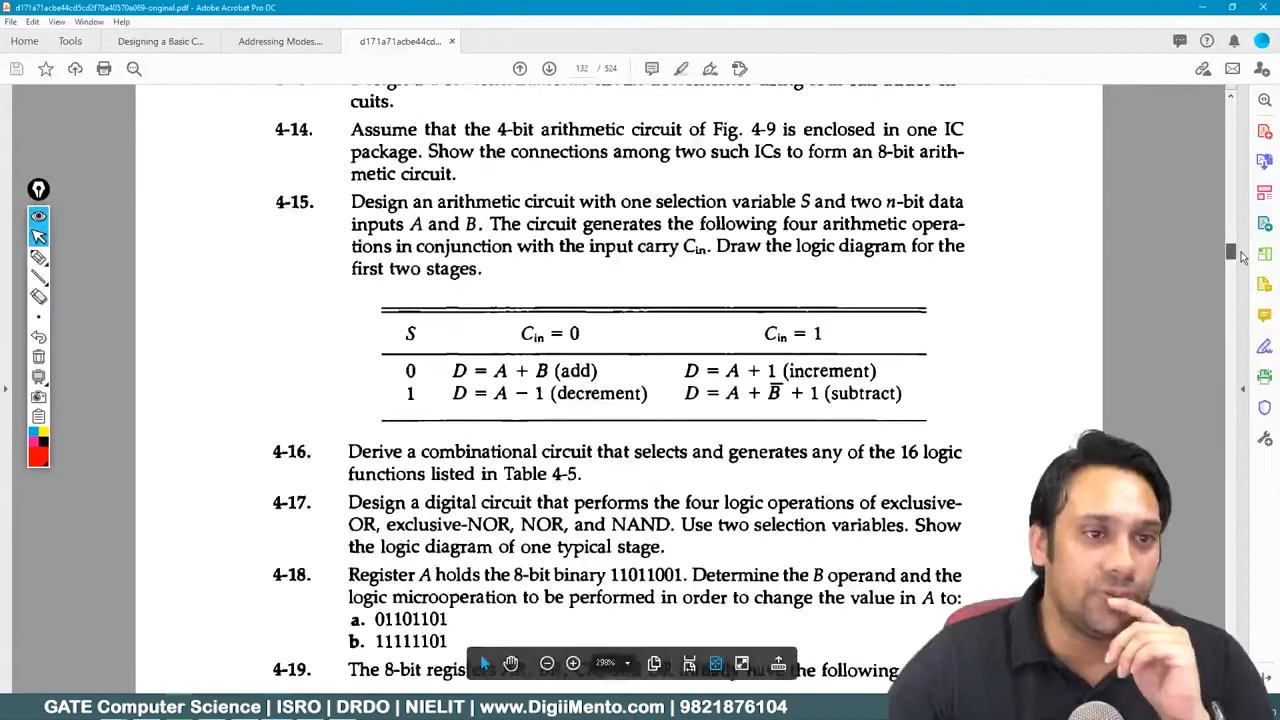 d171a71acbe44cd5cd2f78a40570a069-original.pdf - Adobe Acrobat Pro DC
File Edit View Window Help
Home Tools Designing a Basic C... Addressing Modes.... d171a71acbe44cd... ×
132 / 524
cuits.
4-14. Assume that the 4-bit arithmetic circuit of Fig. 4-9 is enclosed in one IC
package. Show the connections among two such ICs to form an 8-bit arith-
metic circuit.
4-15. Design an arithmetic circuit with one selection variable S and two n-bit data
inputs A and B. The circuit generates the following four arithmetic opera-
tions in conjunction with the input carry Cin. Draw the logic diagram for the
first two stages.
S Cin = 0 Cin = 1
0 D = A + B (add) D = A + 1 (increment)
1 D = A − 1 (decrement) D = A + B̅ + 1 (subtract)
4-16. Derive a combinational circuit that selects and generates any of the 16 logic
functions listed in Table 4-5.
4-17. Design a digital circuit that performs the four logic operations of exclusive-
OR, exclusive-NOR, NOR, and NAND. Use two selection variables. Show
the logic diagram of one typical stage.
4-18. Register A holds the 8-bit binary 11011001. Determine the B operand and the
logic microoperation to be performed in order to change the value in A to:
a. 01101101
b. 11111101
298%
4-19. The 8-bit the following
GATE Computer Science | ISRO | DRDO | NIELIT | www.DigiiMento.com | 9821876104